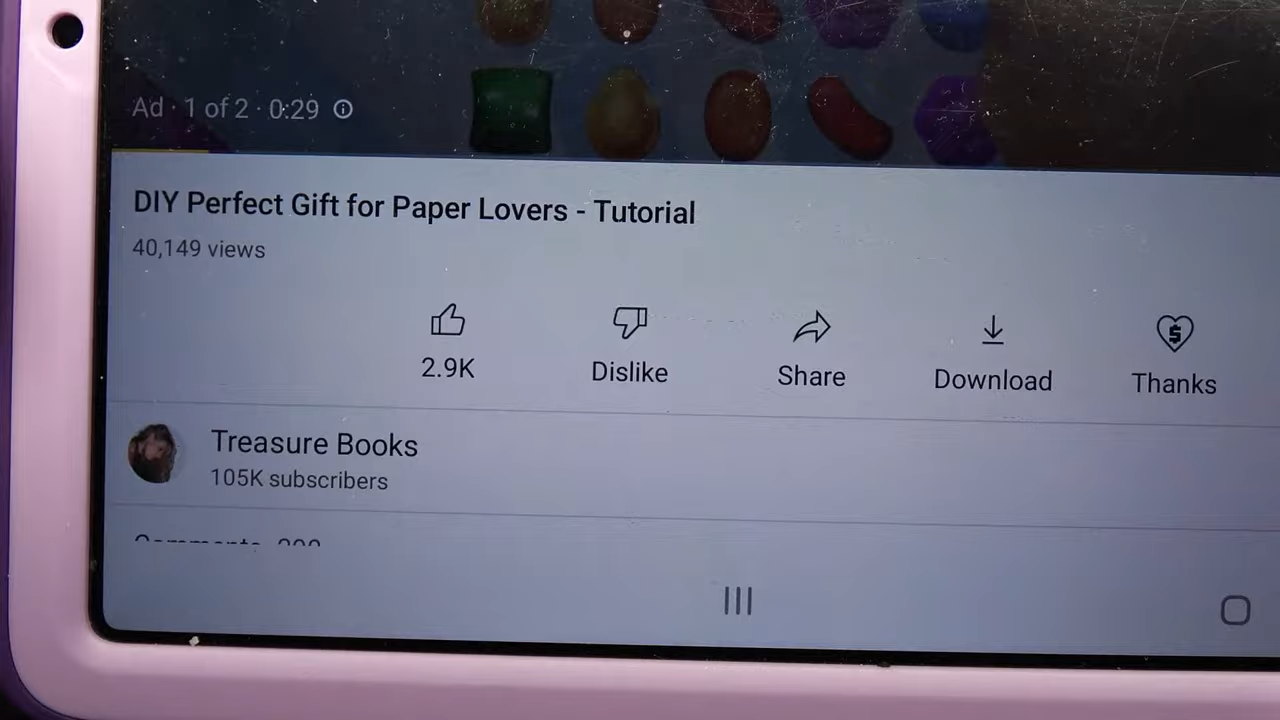 Ad · 1 of 2 · 0:29
DIY Perfect Gift for Paper Lovers - Tutorial
40,149 views
2.9K
Dislike
Share
Download
Thanks
Treasure Books
105K subscribers
Comments